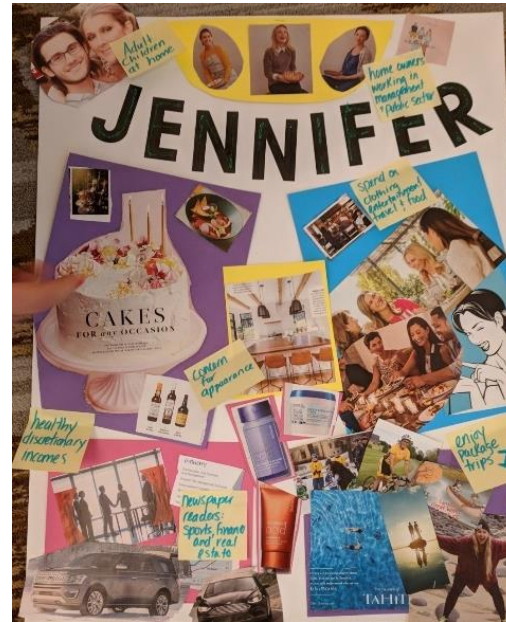 Adult
Children
at home
home owners
working in
management
+ public sector
JENNIFER
spend on
clothing,
entertainment,
travel + food
CAKES
FOR any OCCASION
concern
for
appearance
healthy
discretionary
incomes
enjoy
package
trips
newspaper
readers:
sports, finance
and real
estate
TAHITI